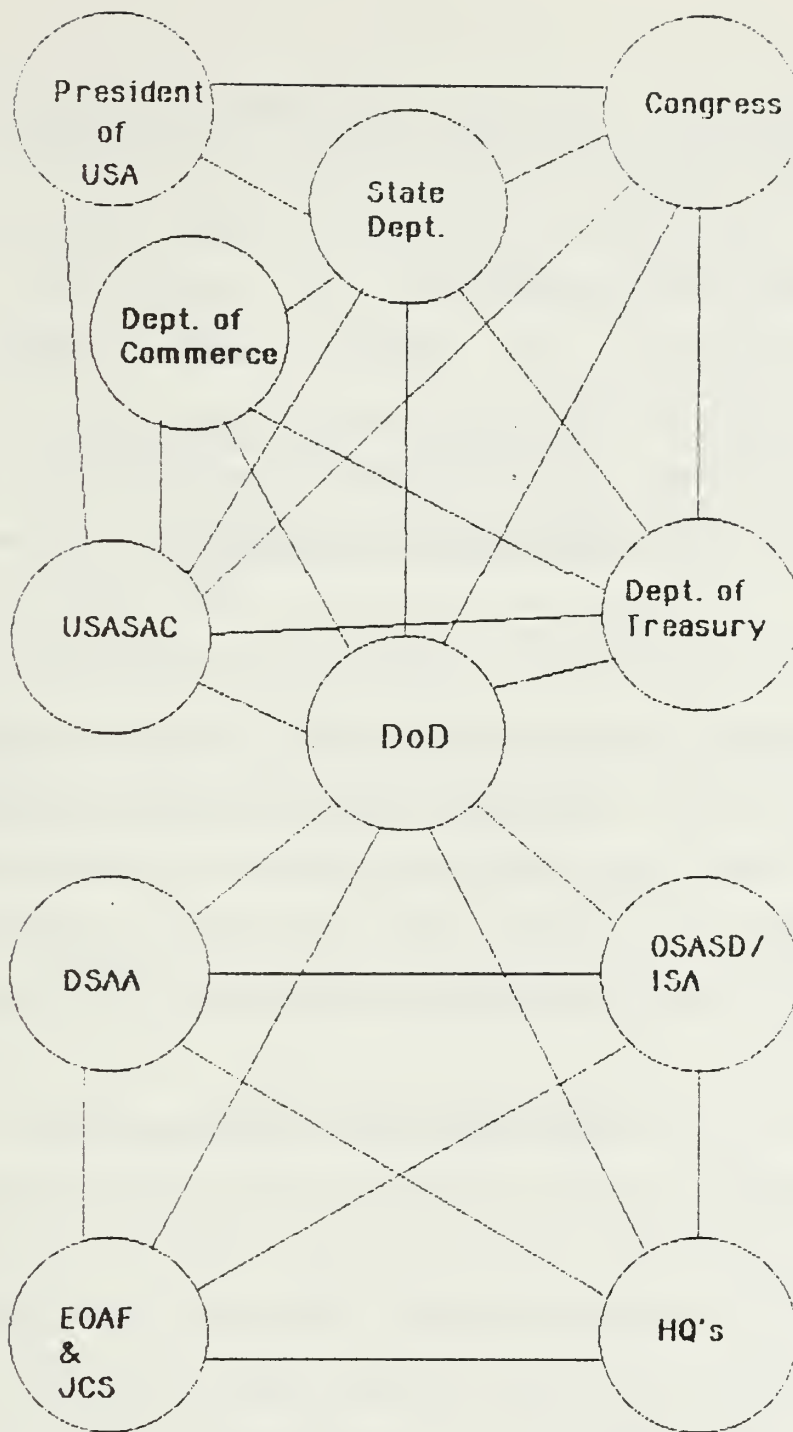 President
of
USA
Congress
State
Dept.
Dept. of
Commerce
USASAC
Dept. of
Treasury
DoD
DSAA
OSASD/
ISA
EOAF
&
JCS
HQ's